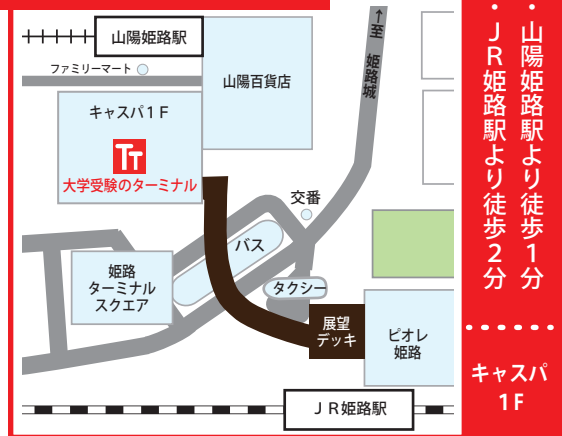 山陽姫路駅
ファミリーマート
山陽百貨店
↑至 姫路城
キャスパ1F
TT
大学受験のターミナル
交番
バス
姫路
ターミナル
スクエア
タクシー
展望
デッキ
ピオレ
姫路
JR姫路駅
・山陽姫路駅より徒歩1分
・JR姫路駅より徒歩2分
キャスパ
1F